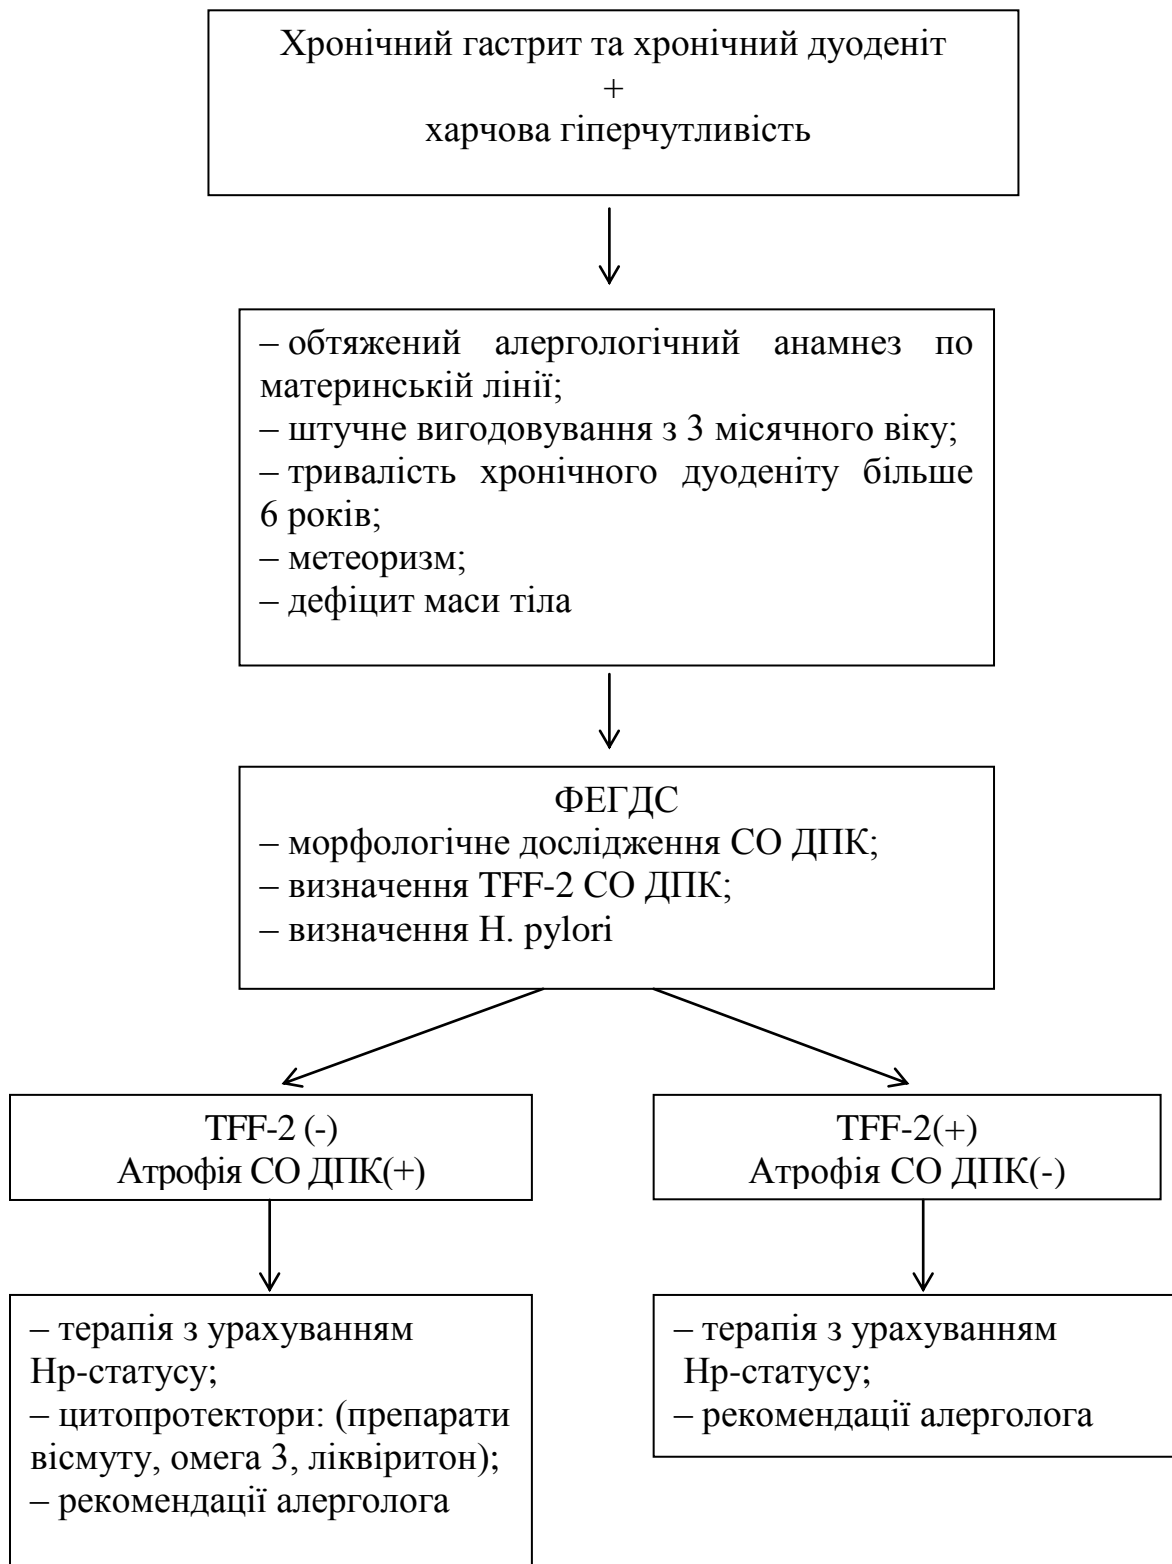 Хронічний гастрит та хронічний дуоденіт
+
харчова гіперчутливість
– обтяжений алергологічний анамнез по
материнській лінії;
– штучне вигодовування з 3 місячного віку;
– тривалість хронічного дуоденіту більше
6 років;
– метеоризм;
– дефіцит маси тіла
ФЕГДС
– морфологічне дослідження СО ДПК;
– визначення TFF-2 СО ДПК;
– визначення H. pylori
TFF-2 (-)
Атрофія СО ДПК(+)
TFF-2(+)
Атрофія СО ДПК(-)
– терапія з урахуванням
Нр-статусу;
– цитопротектори: (препарати
вісмуту, омега 3, ліквіритон);
– рекомендації алерголога
– терапія з урахуванням
Нр-статусу;
– рекомендації алерголога